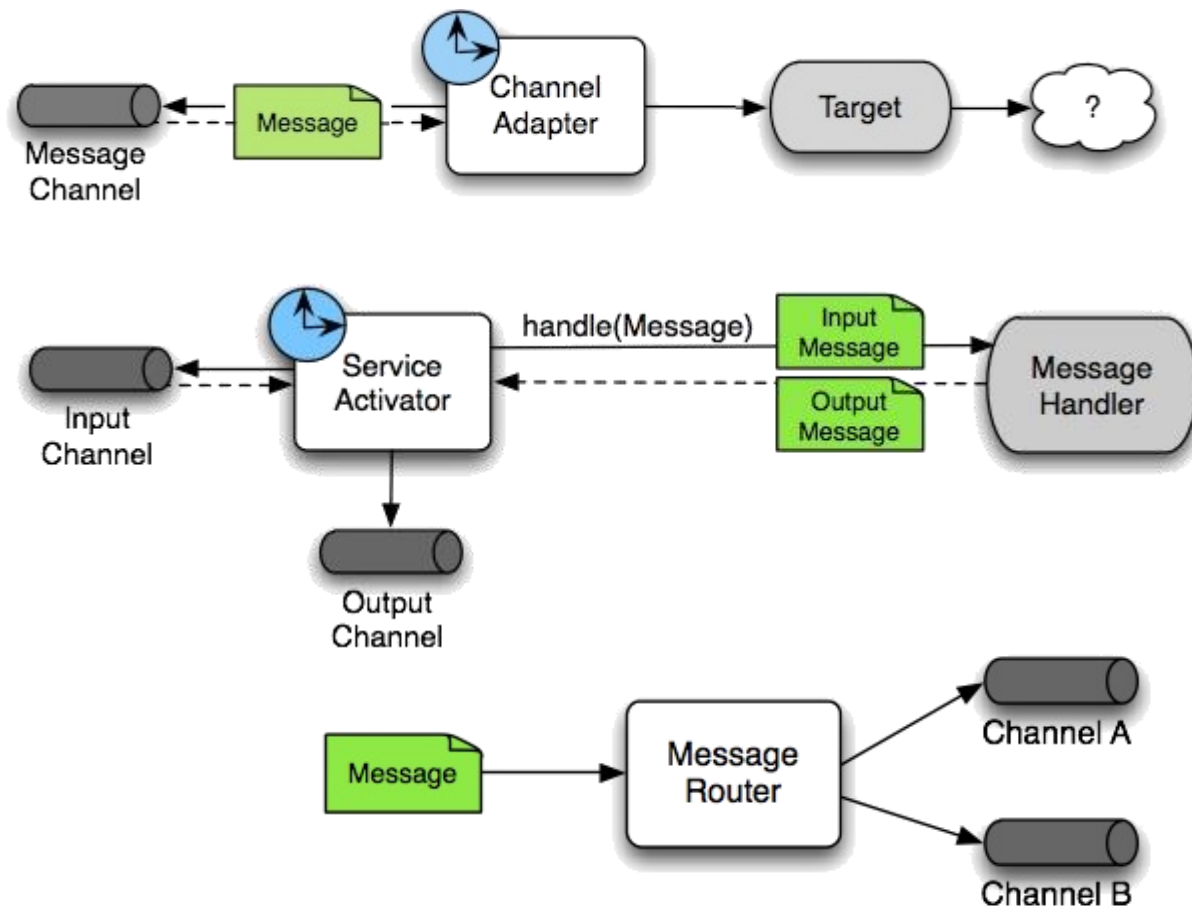 Channel
Adapter
Target
?
Message
Message
Channel
handle(Message)
Input
Message
Service
Activator
Message
Handler
Output
Message
Input
Channel
Output
Channel
Channel A
Message
Router
Message
Channel B